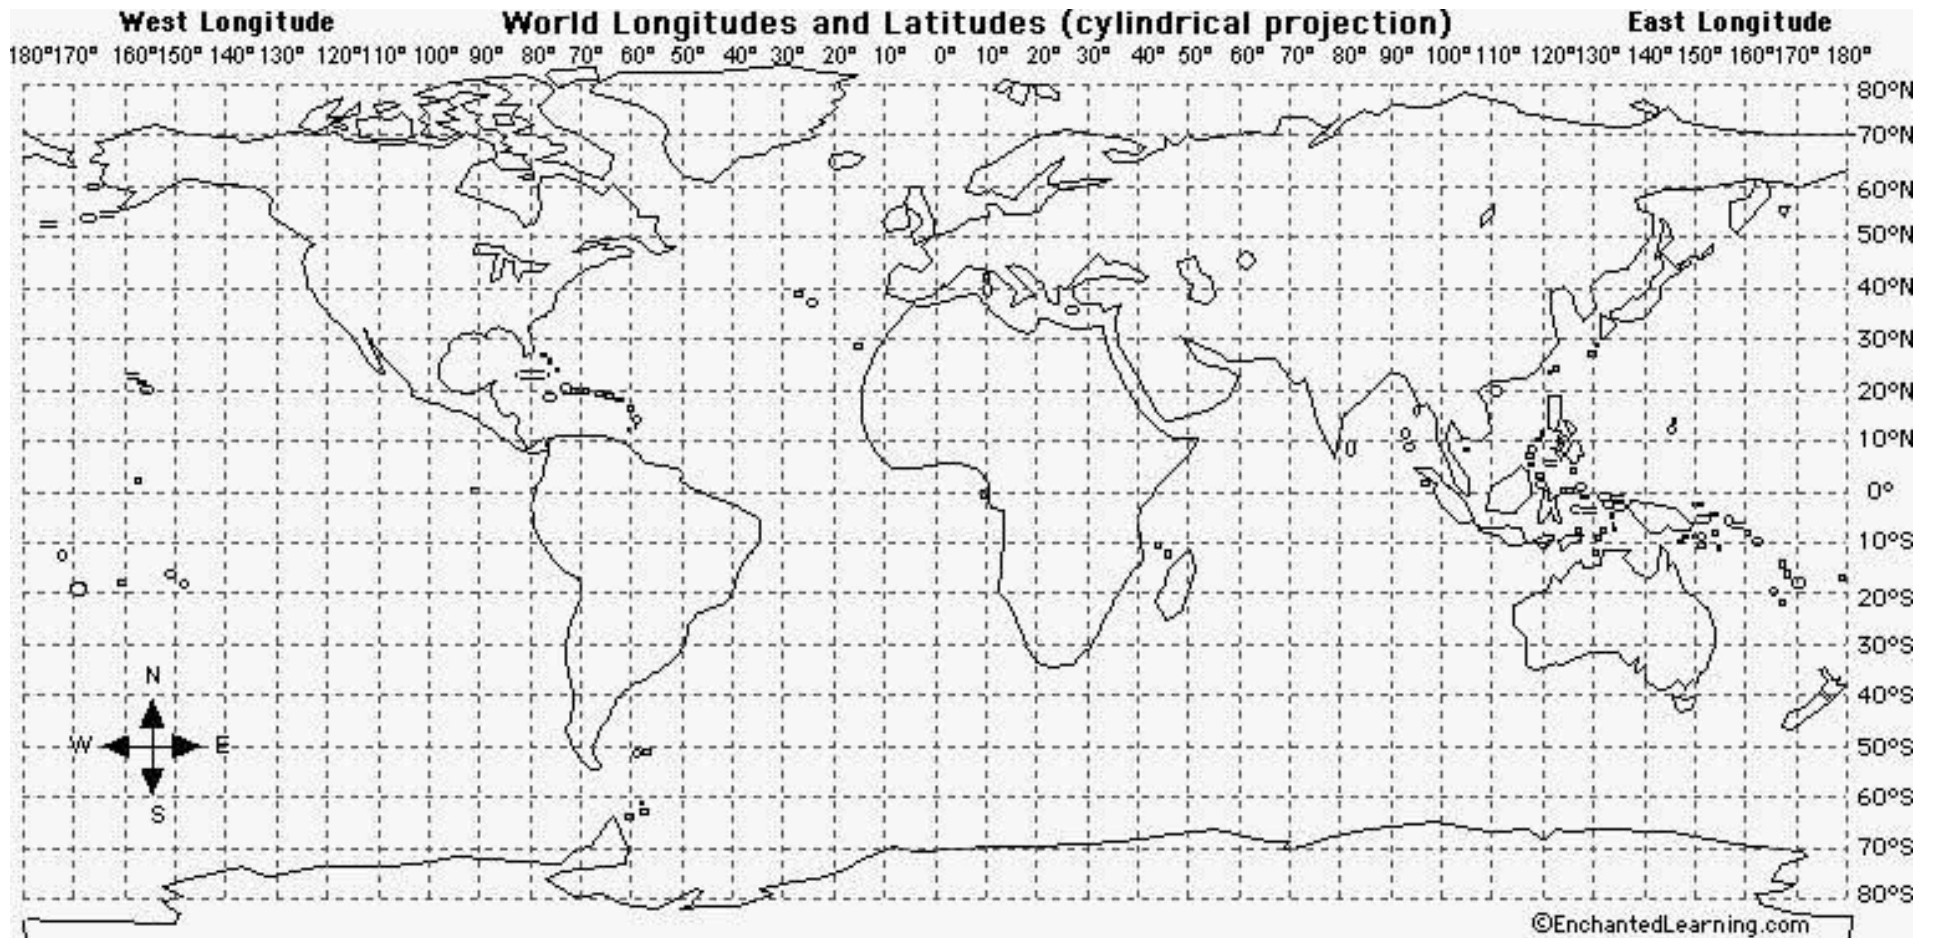 West Longitude World Longitudes and Latitudes (cylindrical projection) East Longitude
180° 170° 160° 150° 140° 130° 120° 110° 100° 90° 80° 70° 60° 50° 40° 30 20° 10° 0° 10° 20° 30° 40° 50° 60° 70° 80° 90° 100° 110° 120° 130° 140° 150° 160° 170° 180°
80°N
70°N
60°N
50°N
40°N
30°N
20°N
10°N
0°
10°S
20°S
30°S
N
40°S
W E
50°S
60°S
S
70°S
80°S
©EnchantedLearning.com